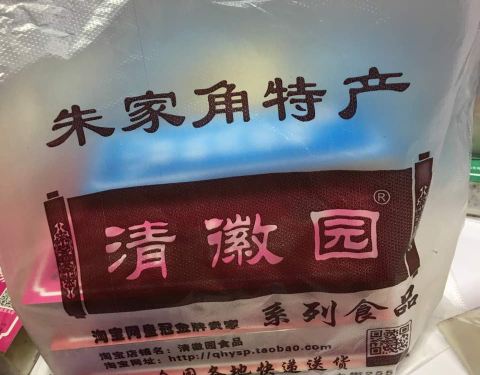 朱家角特产
清徽园®
系列食品
淘宝网皇冠金牌卖家
淘宝店铺名：清徽园食品
淘宝网址：http://qhysp.taobao.com
全国各地快递送货